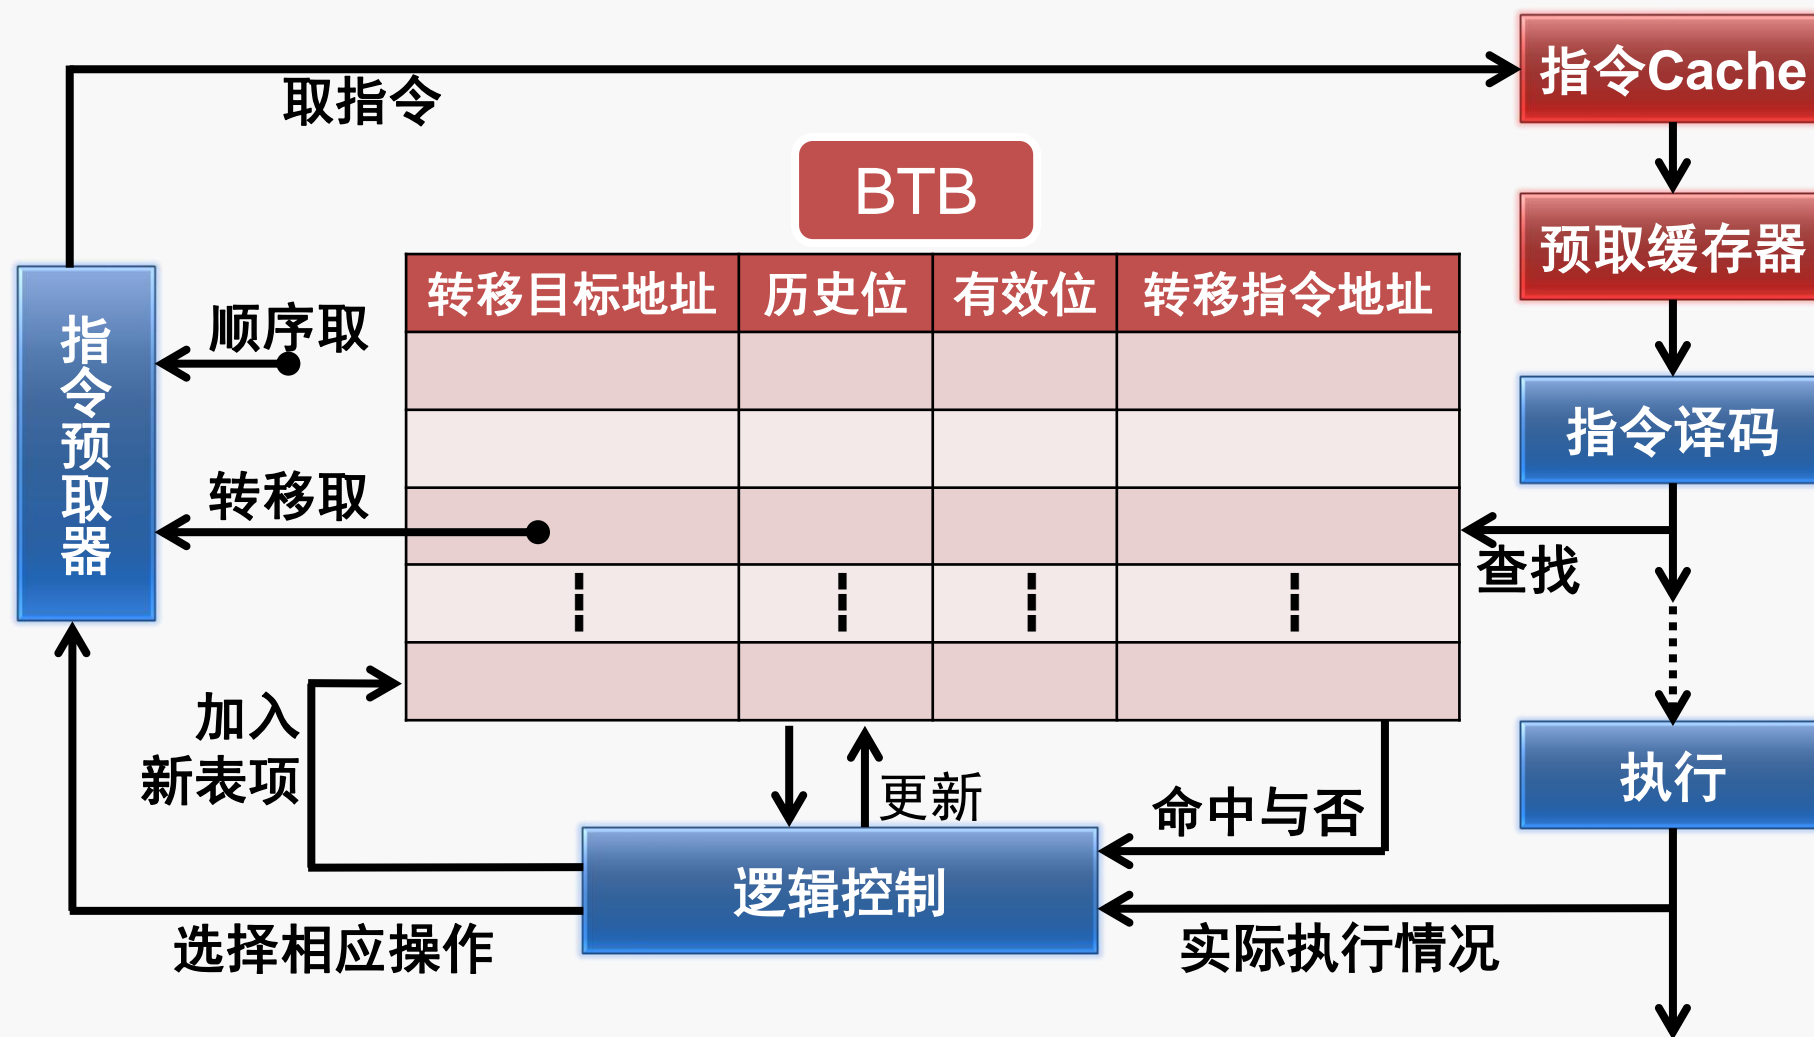 指令Cache
取指令
BTB
预取缓存器
转移目标地址 历史位 有效位 转移指令地址
顺序取
指令预取器
指令译码
转移取
查找
加入
新表项
更新
命中与否
执行
逻辑控制
选择相应操作
实际执行情况